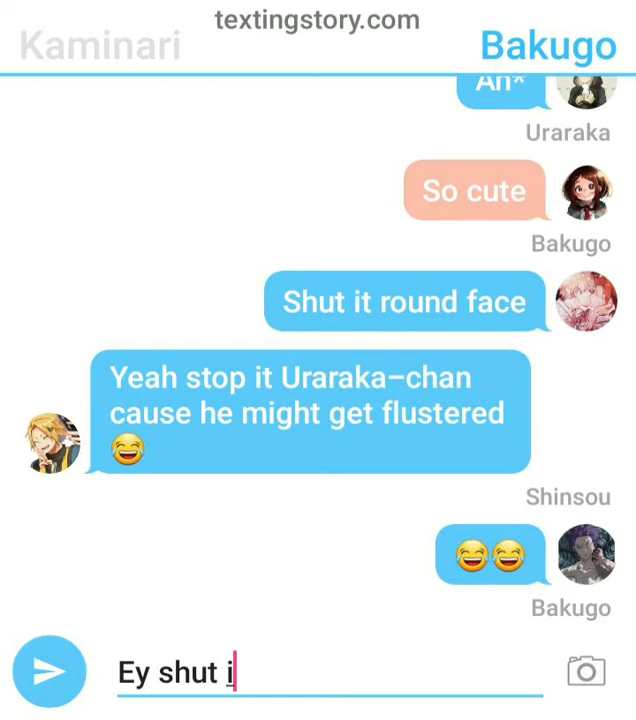 textingstory.com
Kaminari
Bakugo
An*
Uraraka
So cute
Bakugo
Shut it round face
Yeah stop it Uraraka–chan
cause he might get flustered
😂
Shinsou
😂😂
Bakugo
Ey shut i